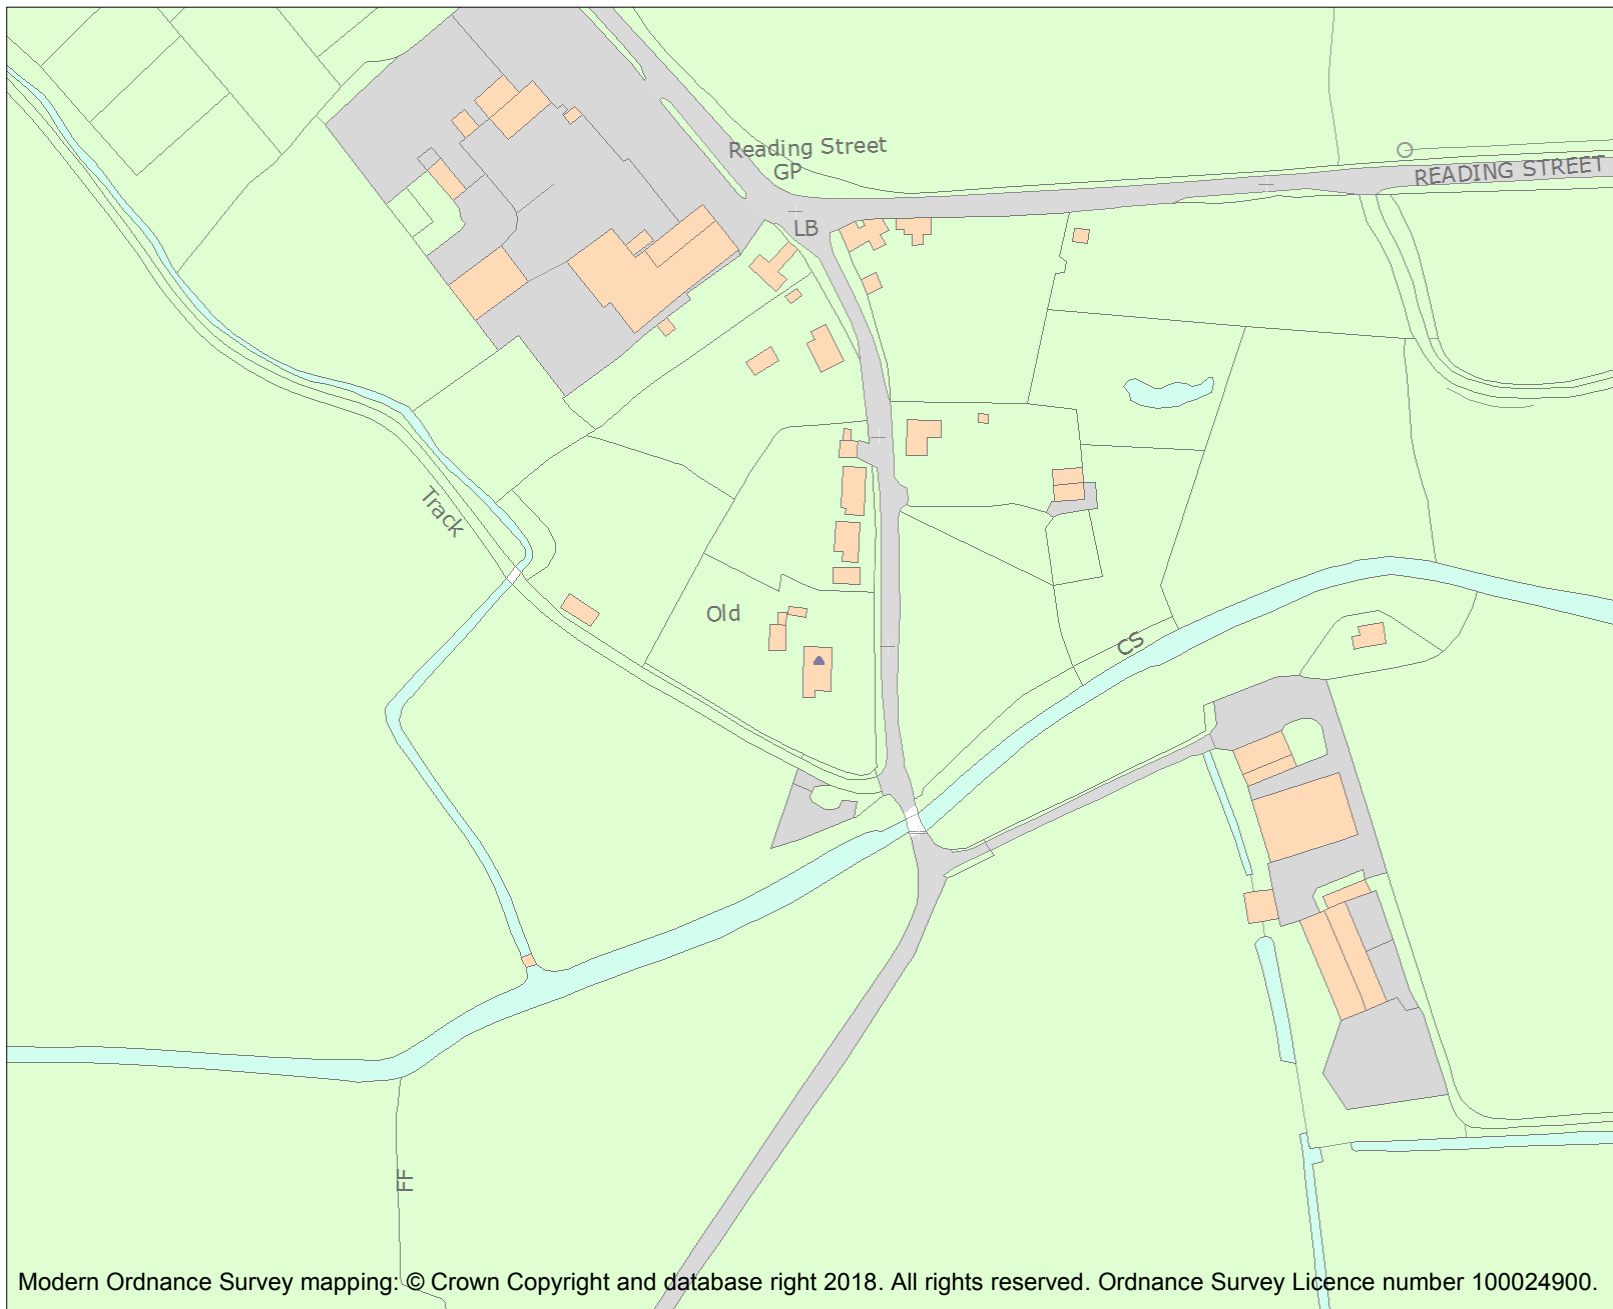 Reading Street
GP
READING STREET
LB
Track
Old
CS
FF
Modern Ordnance Survey mapping: © Crown Copyright and database right 2018. All rights reserved. Ordnance Survey Licence number 100024900.